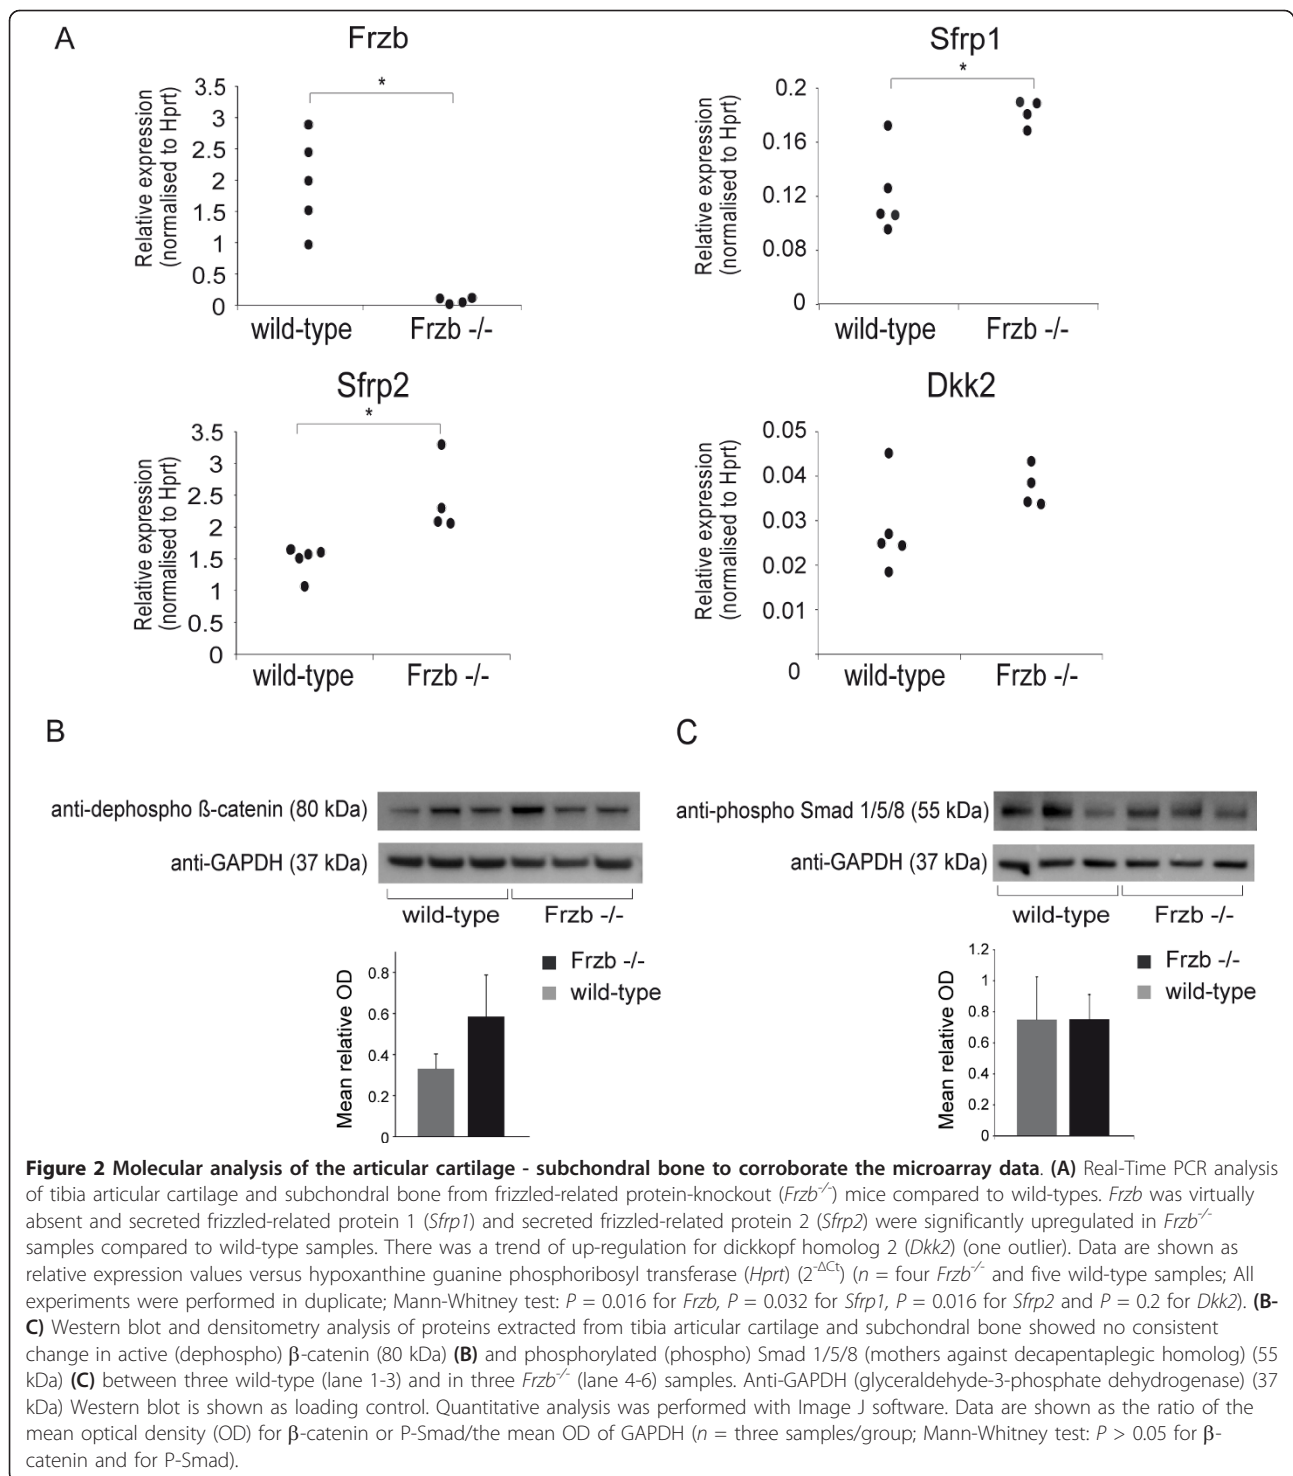 A
Frzb
*
Relative expression
(normalised to Hprt)
3.5
3
2.5
2
1.5
1
0.5
0
wild-type
Frzb -/-
Sfrp1
*
Relative expression
(normalised to Hprt)
0.2
0.16
0.12
0.08
0
wild-type
Frzb -/-
Sfrp2
*
Relative expression
(normalised to Hprt)
3.5
3
2.5
2
1.5
1
0.5
0
wild-type
Frzb -/-
Dkk2
Relative expression
(normalised to Hprt)
0.05
0.04
0.03
0.02
0.01
0
wild-type
Frzb -/-
B
anti-dephospho ß-catenin (80 kDa)
anti-GAPDH (37 kDa)
wild-type
Frzb -/-
Mean relative OD
0.8
0.6
0.4
0.2
0
Frzb -/-
wild-type
C
anti-phospho Smad 1/5/8 (55 kDa)
anti-GAPDH (37 kDa)
wild-type
Frzb -/-
Mean relative OD
1.2
1
0.8
0.6
0.4
0.2
0
Frzb -/-
wild-type
Figure 2 Molecular analysis of the articular cartilage - subchondral bone to corroborate the microarray data. (A) Real-Time PCR analysis
of tibia articular cartilage and subchondral bone from frizzled-related protein-knockout (Frzb-/-) mice compared to wild-types. Frzb was virtually
absent and secreted frizzled-related protein 1 (Sfrp1) and secreted frizzled-related protein 2 (Sfrp2) were significantly upregulated in Frzb-/-
samples compared to wild-type samples. There was a trend of up-regulation for dickkopf homolog 2 (Dkk2) (one outlier). Data are shown as
relative expression values versus hypoxanthine guanine phosphoribosyl transferase (Hprt) (2-ΔCt) (n = four Frzb-/- and five wild-type samples; All
experiments were performed in duplicate; Mann-Whitney test: P = 0.016 for Frzb, P = 0.032 for Sfrp1, P = 0.016 for Sfrp2 and P = 0.2 for Dkk2). (B-
C) Western blot and densitometry analysis of proteins extracted from tibia articular cartilage and subchondral bone showed no consistent
change in active (dephospho) β-catenin (80 kDa) (B) and phosphorylated (phospho) Smad 1/5/8 (mothers against decapentaplegic homolog) (55
kDa) (C) between three wild-type (lane 1-3) and in three Frzb-/- (lane 4-6) samples. Anti-GAPDH (glyceraldehyde-3-phosphate dehydrogenase) (37
kDa) Western blot is shown as loading control. Quantitative analysis was performed with Image J software. Data are shown as the ratio of the
mean optical density (OD) for β-catenin or P-Smad/the mean OD of GAPDH (n = three samples/group; Mann-Whitney test: P > 0.05 for β-
catenin and for P-Smad).